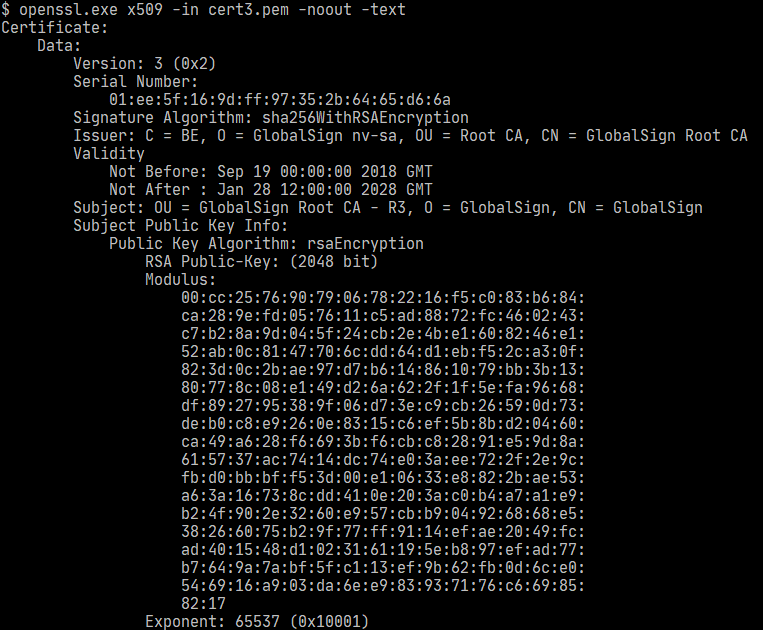 $ openssl.exe x509 -in cert3.pem -noout -text
Certificate:
    Data:
        Version: 3 (0x2)
        Serial Number:
            01:ee:5f:16:9d:ff:97:35:2b:64:65:d6:6a
        Signature Algorithm: sha256WithRSAEncryption
        Issuer: C = BE, O = GlobalSign nv-sa, OU = Root CA, CN = GlobalSign Root CA
        Validity
            Not Before: Sep 19 00:00:00 2018 GMT
            Not After : Jan 28 12:00:00 2028 GMT
        Subject: OU = GlobalSign Root CA - R3, O = GlobalSign, CN = GlobalSign
        Subject Public Key Info:
            Public Key Algorithm: rsaEncryption
                RSA Public-Key: (2048 bit)
                Modulus:
                    00:cc:25:76:90:79:06:78:22:16:f5:c0:83:b6:84:
                    ca:28:9e:fd:05:76:11:c5:ad:88:72:fc:46:02:43:
                    c7:b2:8a:9d:04:5f:24:cb:2e:4b:e1:60:82:46:e1:
                    52:ab:0c:81:47:70:6c:dd:64:d1:eb:f5:2c:a3:0f:
                    82:3d:0c:2b:ae:97:d7:b6:14:86:10:79:bb:3b:13:
                    80:77:8c:08:e1:49:d2:6a:62:2f:1f:5e:fa:96:68:
                    df:89:27:95:38:9f:06:d7:3e:c9:cb:26:59:0d:73:
                    de:b0:c8:e9:26:0e:83:15:c6:ef:5b:8b:d2:04:60:
                    ca:49:a6:28:f6:69:3b:f6:cb:c8:28:91:e5:9d:8a:
                    61:57:37:ac:74:14:dc:74:e0:3a:ee:72:2f:2e:9c:
                    fb:d0:bb:bf:f5:3d:00:e1:06:33:e8:82:2b:ae:53:
                    a6:3a:16:73:8c:dd:41:0e:20:3a:c0:b4:a7:a1:e9:
                    b2:4f:90:2e:32:60:e9:57:cb:b9:04:92:68:68:e5:
                    38:26:60:75:b2:9f:77:ff:91:14:ef:ae:20:49:fc:
                    ad:40:15:48:d1:02:31:61:19:5e:b8:97:ef:ad:77:
                    b7:64:9a:7a:bf:5f:c1:13:ef:9b:62:fb:0d:6c:e0:
                    54:69:16:a9:03:da:6e:e9:83:93:71:76:c6:69:85:
                    82:17
                Exponent: 65537 (0x10001)